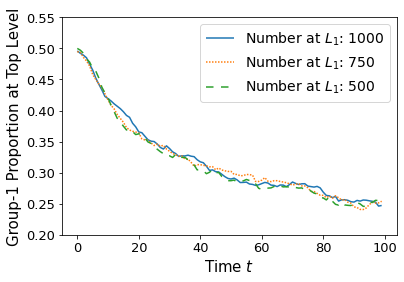 Group-1 Proportion at Top Level
0.55
0.50
0.45
0.40
0.35
0.30
0.25
0.20
Number at L₁: 1000
Number at L₁: 750
Number at L₁: 500
0 20 40 60 80 100
Time t